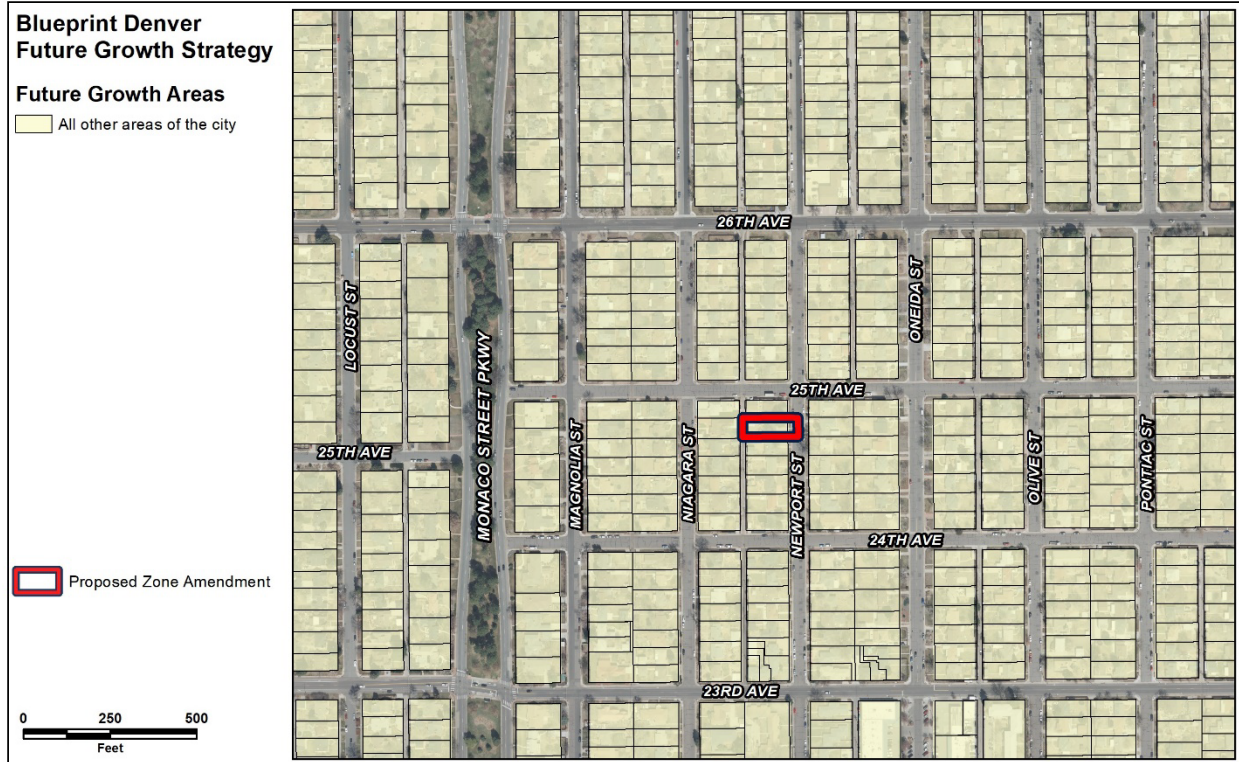 Blueprint Denver
Future Growth Strategy
Future Growth Areas
All other areas of the city
26TH AVE
LOCUST ST
MONACO STREET PKWY
ONEIDA ST
25TH AVE
25TH AVE
MAGNOLIA ST
NIAGARA ST
NEWPORT ST
OLIVE ST
PONTIAC ST
24TH AVE
Proposed Zone Amendment
23RD AVE
0 250 500
Feet